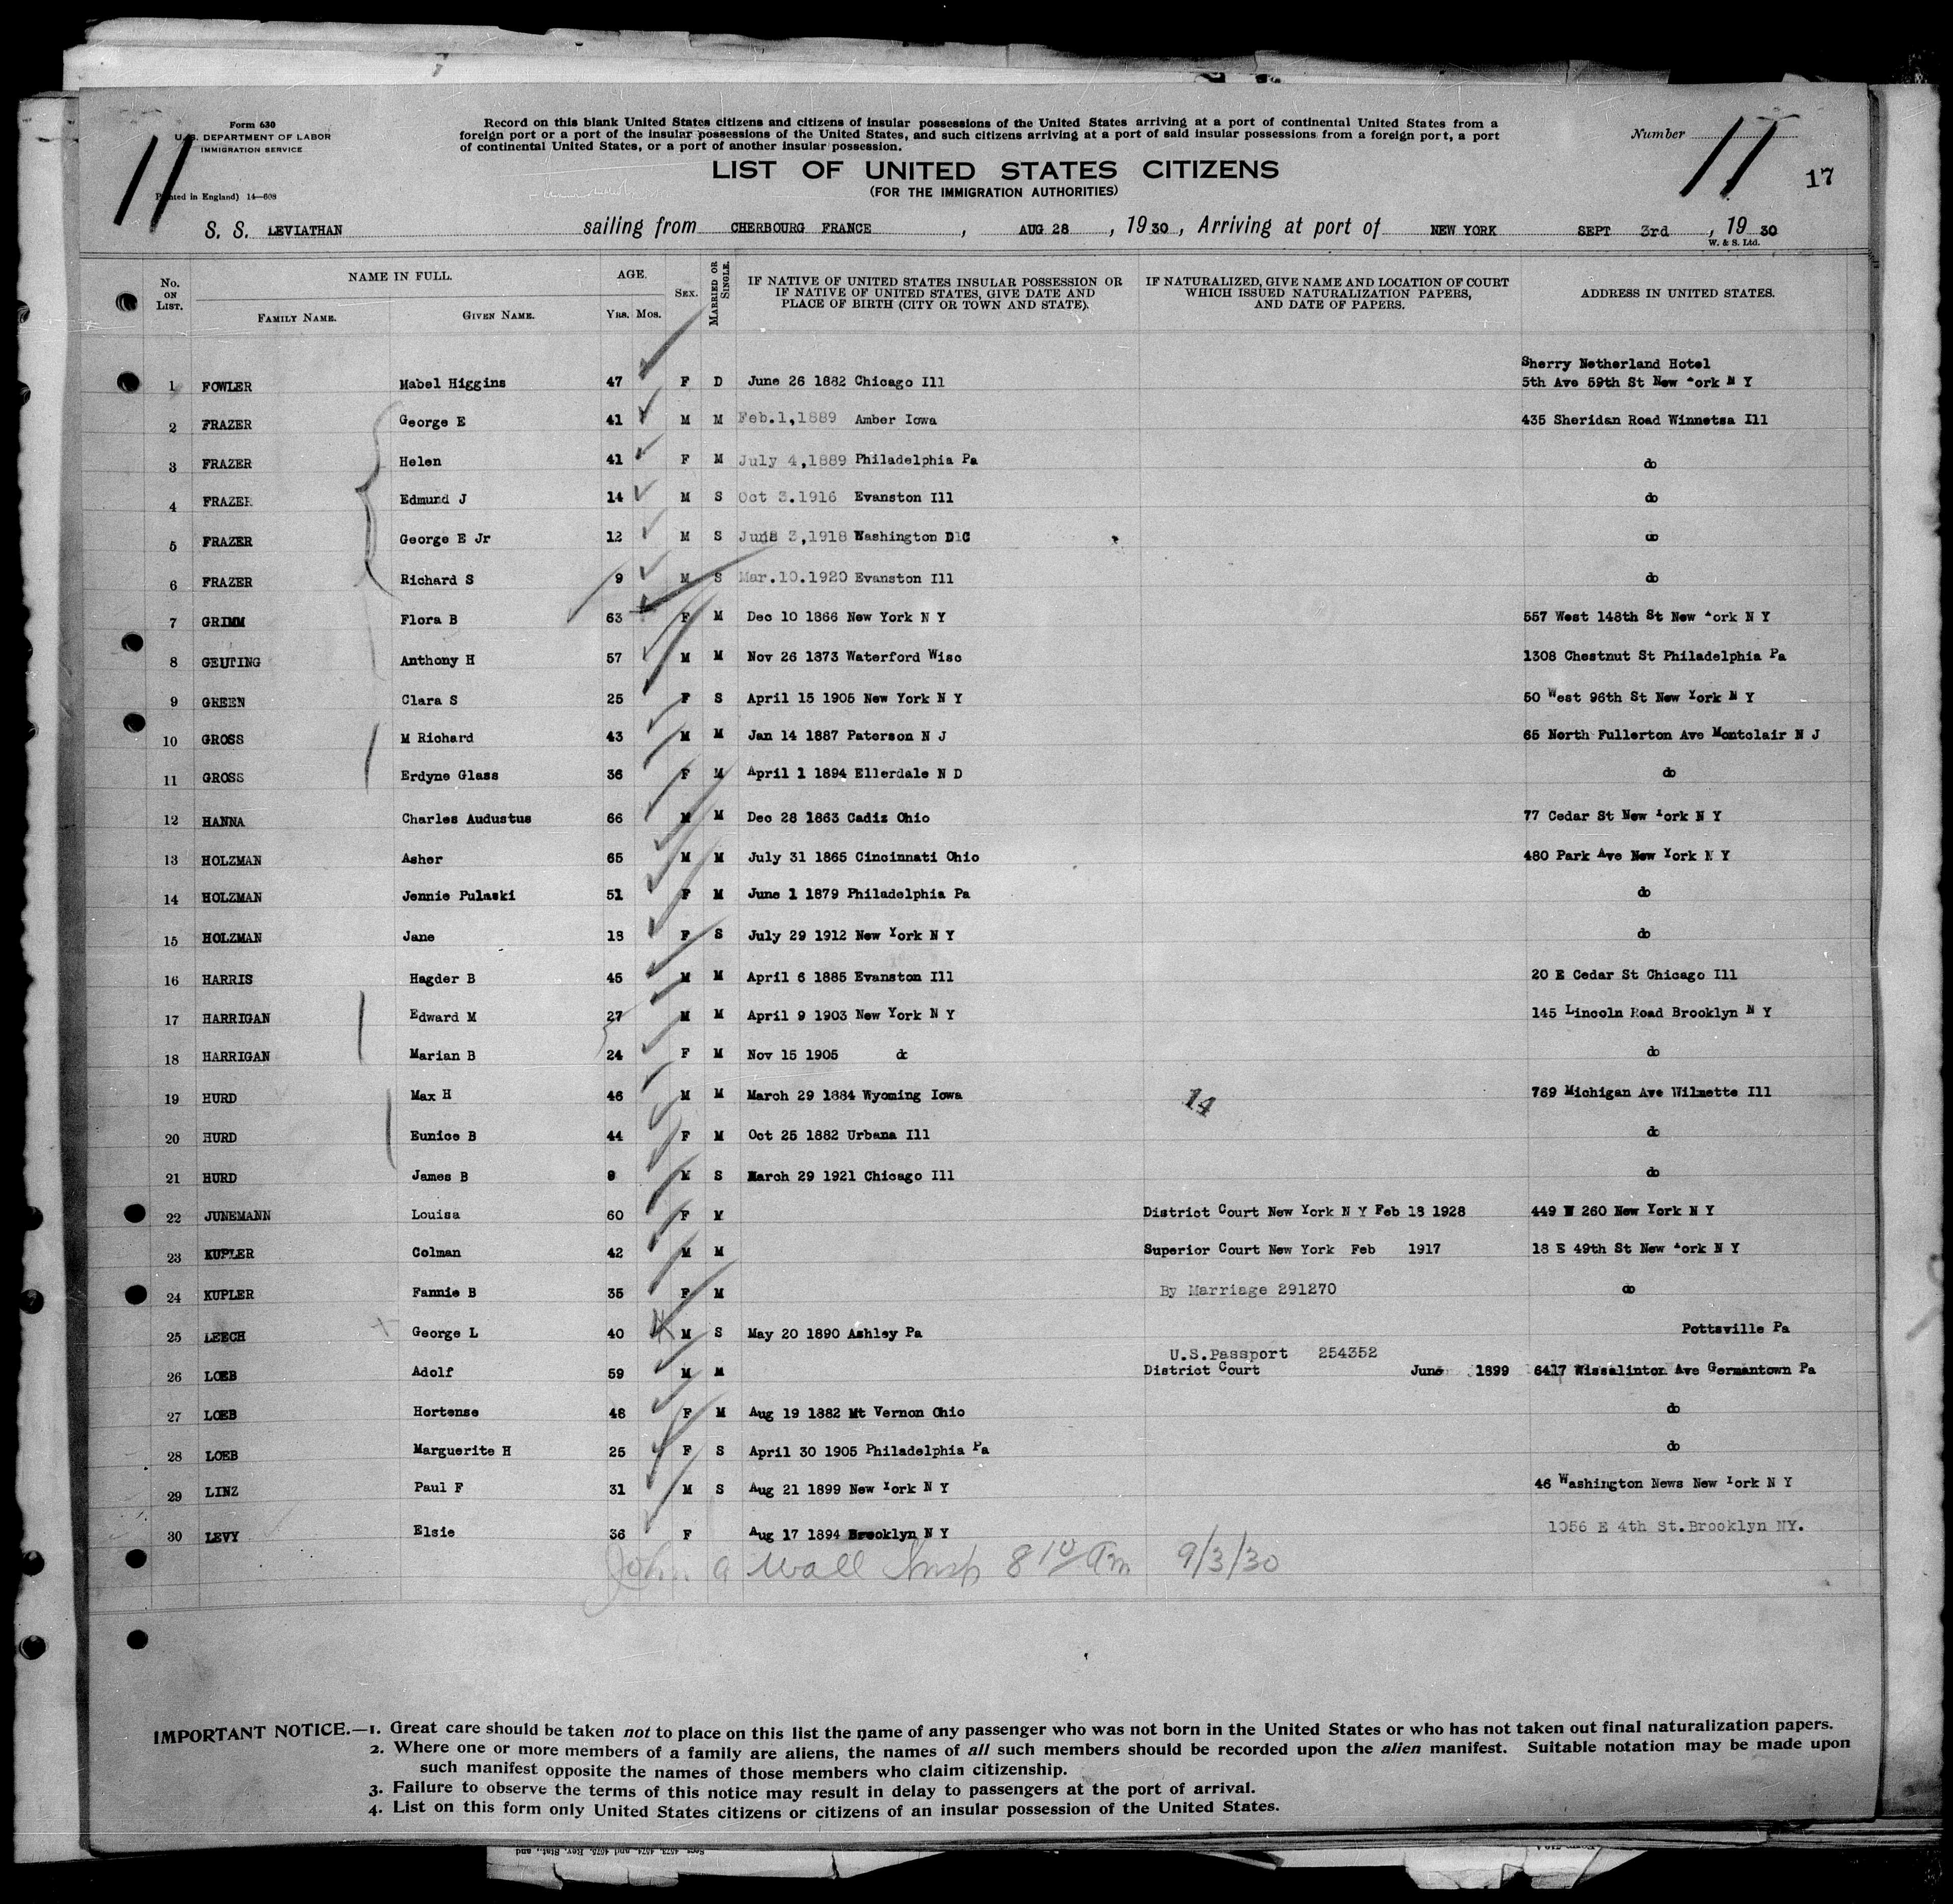 Form 630
U. S. DEPARTMENT OF LABOR
IMMIGRATION SERVICE
(Printed in England) 14—608
11
Record on this blank United States citizens and citizens of insular possessions of the United States arriving at a port of continental United States from a
foreign port or a port of the insular possessions of the United States, and such citizens arriving at a port of said insular possessions from a foreign port, a port
of continental United States, or a port of another insular possession.
Number 11
17
LIST OF UNITED STATES CITIZENS
(FOR THE IMMIGRATION AUTHORITIES)
S. S. LEVIATHAN sailing from CHERBOURG FRANCE , AUG 28 , 1930 , Arriving at port of NEW YORK SEPT 3rd , 1930
W. & S. Ltd.
No. ON LIST. NAME IN FULL. FAMILY NAME. GIVEN NAME. AGE. YRS. MOS. SEX. MARRIED OR SINGLE. IF NATIVE OF UNITED STATES INSULAR POSSESSION OR IF NATIVE OF UNITED STATES, GIVE DATE AND PLACE OF BIRTH (CITY OR TOWN AND STATE). IF NATURALIZED, GIVE NAME AND LOCATION OF COURT WHICH ISSUED NATURALIZATION PAPERS, AND DATE OF PAPERS. ADDRESS IN UNITED STATES.
Sherry Netherland Hotel
1 FOWLER Mabel Higgins 47 F D June 26 1882 Chicago Ill 5th Ave 59th St New York N Y
2 FRAZER George E 41 M M Feb.1,1889 Amber Iowa 435 Sheridan Road Winnetsa Ill
3 FRAZER Helen 41 F M July 4,1889 Philadelphia Pa do
4 FRAZER Edmund J 14 M S Oct 3.1916 Evanston Ill do
5 FRAZER George E Jr 12 M S June 3,1918 Washington D C do
6 FRAZER Richard S 9 M S Mar.10.1920 Evanston Ill do
7 GRIMM Flora B 63 F M Dec 10 1866 New York N Y 557 West 148th St New York N Y
8 GEUTING Anthony H 57 M M Nov 26 1873 Waterford Wisc 1308 Chestnut St Philadelphia Pa
9 GREEN Clara S 25 F S April 15 1905 New York N Y 50 West 96th St New York N Y
10 GROSS M Richard 43 M M Jan 14 1887 Paterson N J 65 North Fullerton Ave Montclair N J
11 GROSS Erdyne Glass 36 F M April 1 1894 Ellerdale N D do
12 HANNA Charles Audustus 66 M M Dec 28 1863 Cadiz Ohio 77 Cedar St New York N Y
13 HOLZMAN Asher 65 M M July 31 1865 Cincinnati Ohio 480 Park Ave New York N Y
14 HOLZMAN Jennie Pulaski 51 F M June 1 1879 Philadelphia Pa do
15 HOLZMAN Jane 18 F S July 29 1912 New York N Y do
16 HARRIS Hagder B 45 M M April 6 1885 Evanston Ill 20 E Cedar St Chicago Ill
17 HARRIGAN Edward M 27 M M April 9 1903 New York N Y 145 Lincoln Road Brooklyn N Y
18 HARRIGAN Marian B 24 F M Nov 15 1905 do do
19 HURD Max H 46 M M March 29 1884 Wyoming Iowa 14 769 Michigan Ave Wilmette Ill
20 HURD Eunice B 44 F M Oct 25 1882 Urbana Ill do
21 HURD James B 9 M S March 29 1921 Chicago Ill do
22 JUNEMANN Louisa 60 F M District Court New York N Y Feb 18 1928 449 W 260 New York N Y
23 KUPLER Colman 42 M M Superior Court New York Feb 1917 18 E 49th St New York N Y
24 KUPLER Fannie B 35 F M By Marriage 291270 do
25 LEECH George L 40 M S May 20 1890 Ashley Pa Pottsville Pa
U.S.Passport 254352
26 LOEB Adolf 59 M M District Court June 1899 6417 Wissalinton Ave Germantown Pa
27 LOEB Hortense 48 F M Aug 19 1882 Mt Vernon Ohio do
28 LOEB Marguerite H 25 F S April 30 1905 Philadelphia Pa do
29 LINZ Paul F 31 M S Aug 21 1899 New York N Y 46 Washington News New York N Y
30 LEVY Elsie 36 F Aug 17 1894 Brooklyn N Y 1056 E 4th St.Brooklyn NY.
John A Wall Insp 8 10 am 9/3/30
IMPORTANT NOTICE.—1. Great care should be taken not to place on this list the name of any passenger who was not born in the United States or who has not taken out final naturalization papers.
2. Where one or more members of a family are aliens, the names of all such members should be recorded upon the alien manifest. Suitable notation may be made upon
such manifest opposite the names of those members who claim citizenship.
3. Failure to observe the terms of this notice may result in delay to passengers at the port of arrival.
4. List on this form only United States citizens or citizens of an insular possession of the United States.